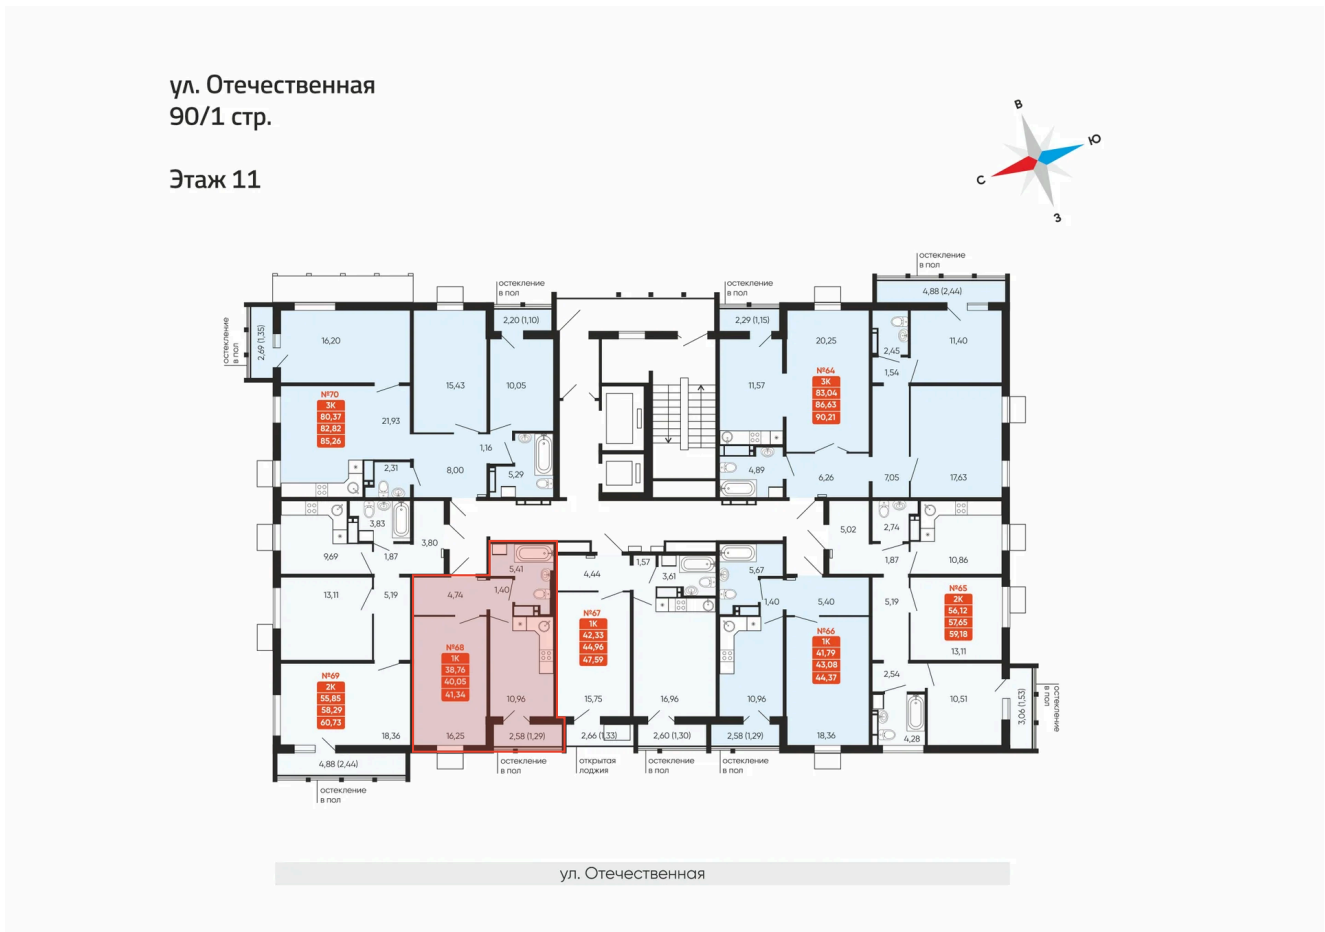 ул. Отечественная
90/1 стр.
Этаж 11
В
Ю
С
З
остекление
в пол
4,88 (2,44)
остекление
в пол
2,20 (1,10)
остекление
в пол
2,29 (1,15)
остекление
в пол
2,69 (1,35)
16,20
15,43
10,05
№70
3К
80,37
82,82
85,26
21,93
1,16
8,00
2,31
5,29
11,57
20,25
№64
3К
83,04
86,63
90,21
2,45
1,54
11,40
4,89
6,26
7,05
17,63
9,69
3,83
1,87
3,80
13,11
5,19
№69
2К
55,85
58,29
60,73
18,36
4,88 (2,44)
остекление
в пол
5,41
4,74
1,40
№68
1К
38,76
40,05
41,34
10,96
16,25
2,58 (1,29)
остекление
в пол
4,44
1,57
3,61
№67
1К
42,33
44,96
47,59
15,75
16,96
2,66 (1,33)
открытая
лоджия
2,60 (1,30)
остекление
в пол
5,67
1,40
5,40
№66
1К
41,79
43,08
44,37
10,96
18,36
2,58 (1,29)
остекление
в пол
5,02
2,74
1,87
10,86
5,19
№65
2К
56,12
57,65
59,18
13,11
2,54
10,51
4,28
3,06 (1,53)
остекление
в пол
ул. Отечественная